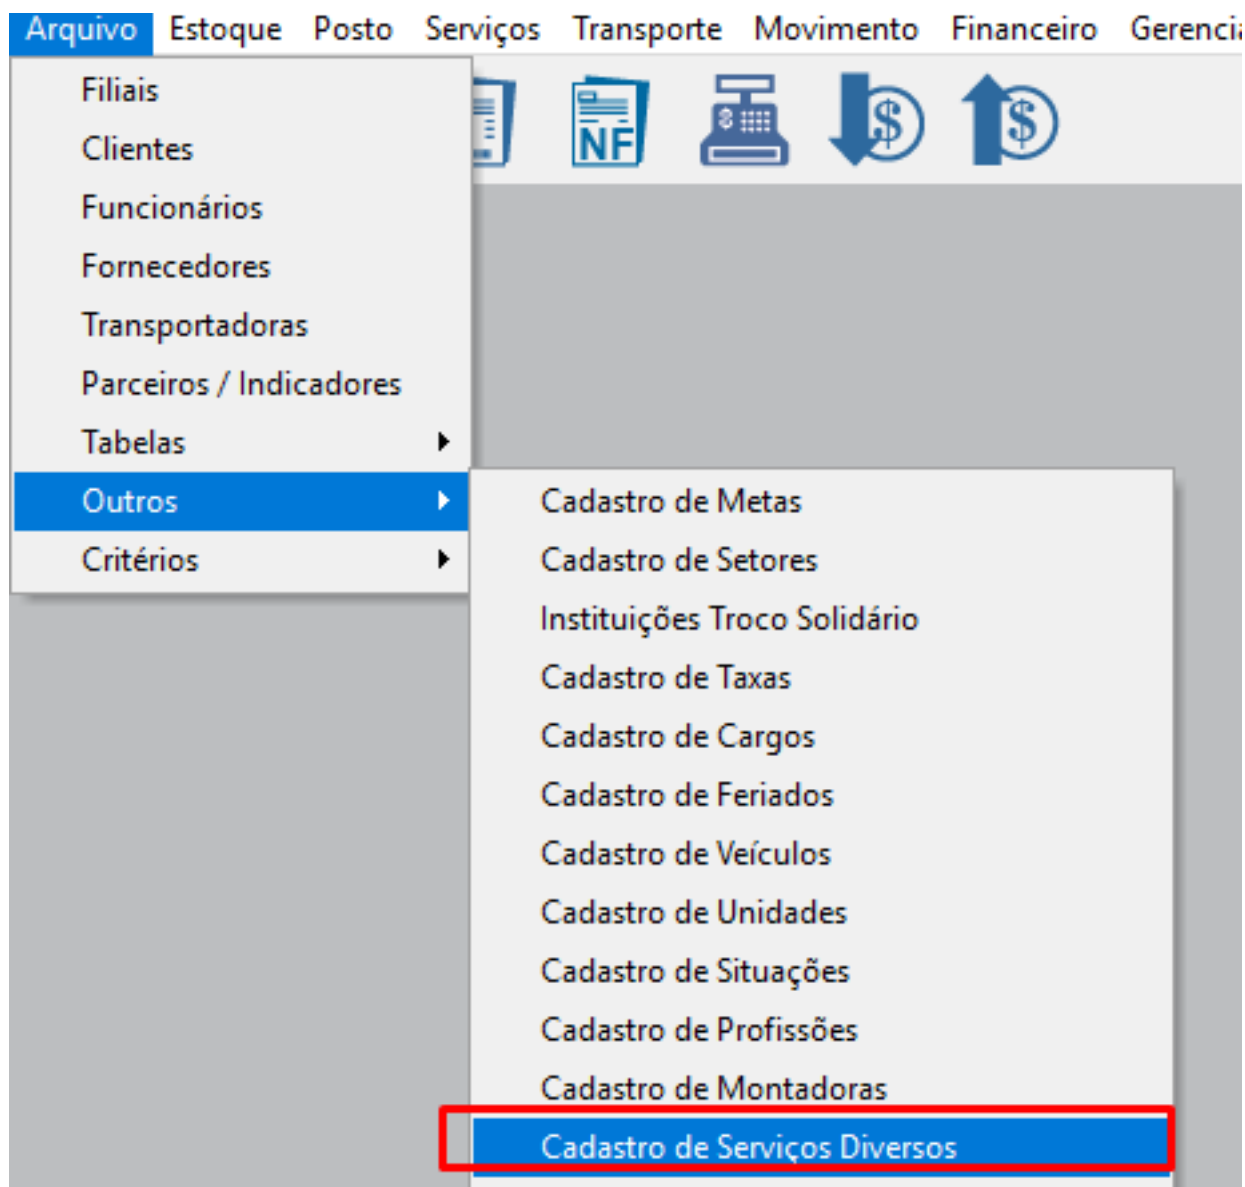 Arquivo Estoque Posto Serviços Transporte Movimento Financeiro
Filiais
Clientes
Funcionários
Fornecedores
Transportadoras
Parceiros / Indicadores
Tabelas
Outros
Critérios
NF
$
$
Cadastro de Metas
Cadastro de Setores
Instituições Troco Solidário
Cadastro de Taxas
Cadastro de Cargos
Cadastro de Feriados
Cadastro de Veículos
Cadastro de Unidades
Cadastro de Situações
Cadastro de Profissões
Cadastro de Montadoras
Cadastro de Serviços Diversos